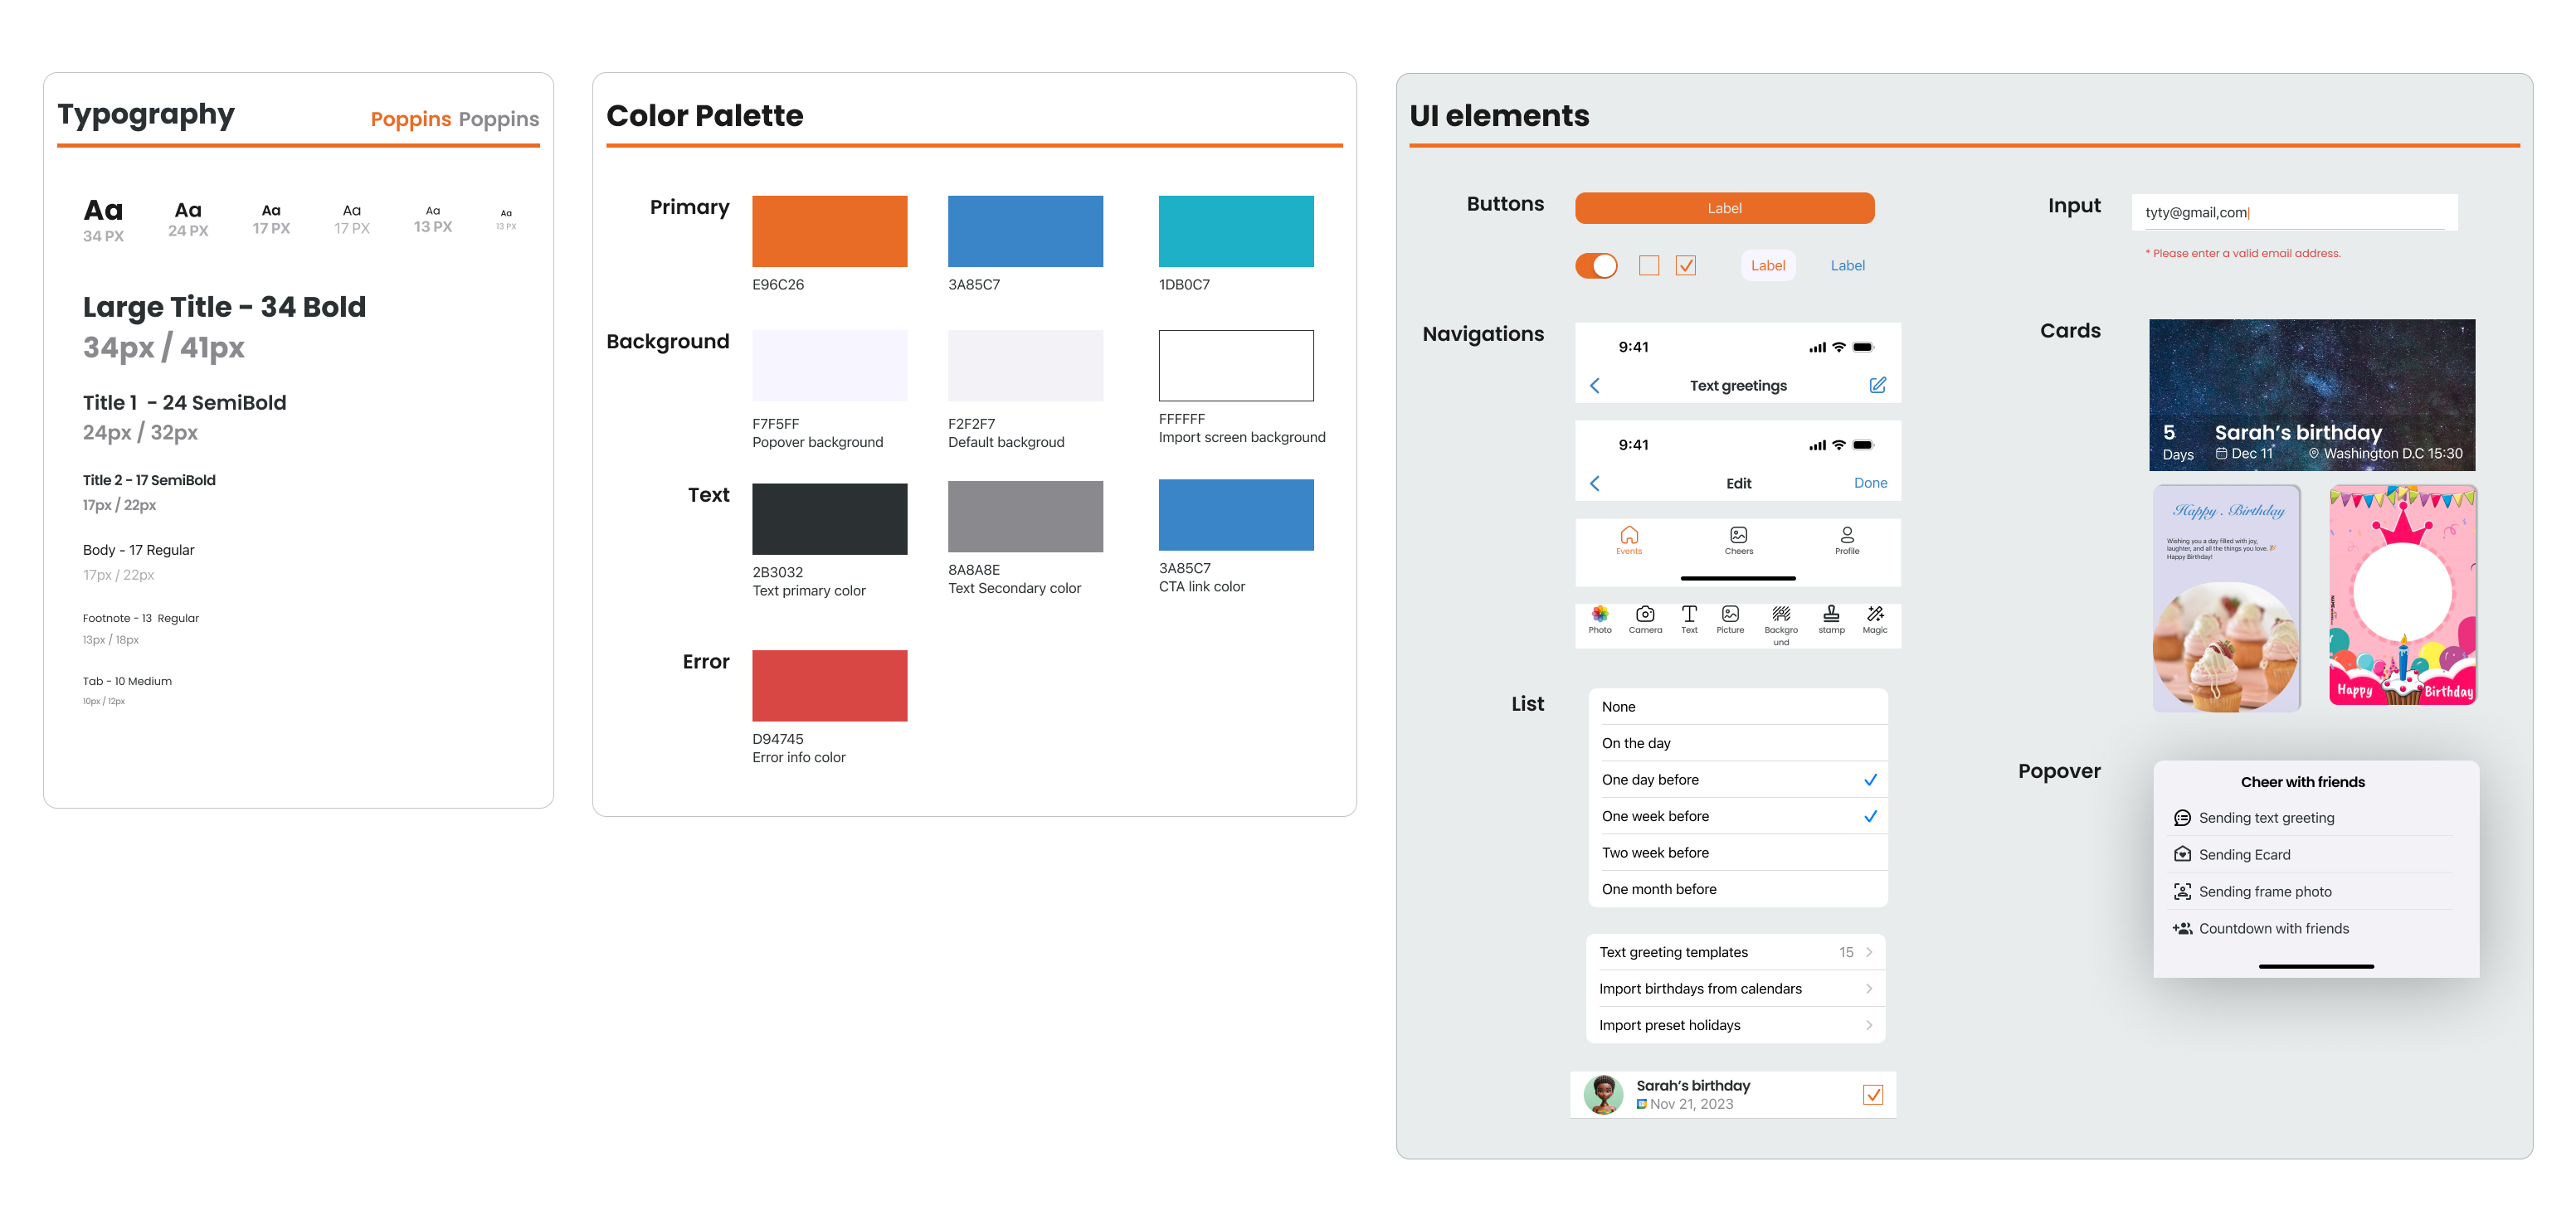 Typography
Poppins Poppins
Aa Aa Aa Aa Aa Aa
34 PX 24 PX 17 PX 17 PX 13 PX 13 PX
Large Title - 34 Bold
34px / 41px
Title 1 - 24 SemiBold
24px / 32px
Title 2 - 17 SemiBold
17px / 22px
Body - 17 Regular
17px / 22px
Footnote - 13 Regular
13px / 18px
Tab - 10 Medium
10px / 12px
Color Palette
Primary
E96C26
3A85C7
1DB0C7
Background
F7F5FF
Popover background
F2F2F7
Default backgroud
FFFFFF
Import screen background
Text
2B3032
Text primary color
8A8A8E
Text Secondary color
3A85C7
CTA link color
Error
D94745
Error info color
UI elements
Buttons
Label
Label
Label
Navigations
9:41
Text greetings
9:41
Edit
Done
Events
Cheers
Profile
Photo
Camera
Text
Picture
Backgro
und
stamp
Magic
List
None
On the day
One day before
One week before
Two week before
One month before
Text greeting templates 15
Import birthdays from calendars
Import preset holidays
Sarah's birthday
Nov 21, 2023
Input
tyty@gmail,com
* Please enter a valid email address.
Cards
5 Sarah's birthday
Days Dec 11 Washington D.C 15:30
Happy . Birthday
Wishing you a day filled with joy,
laughter, and all the things you love.
Happy Birthday!
Happy Birthday
Popover
Cheer with friends
Sending text greeting
Sending Ecard
Sending frame photo
Countdown with friends